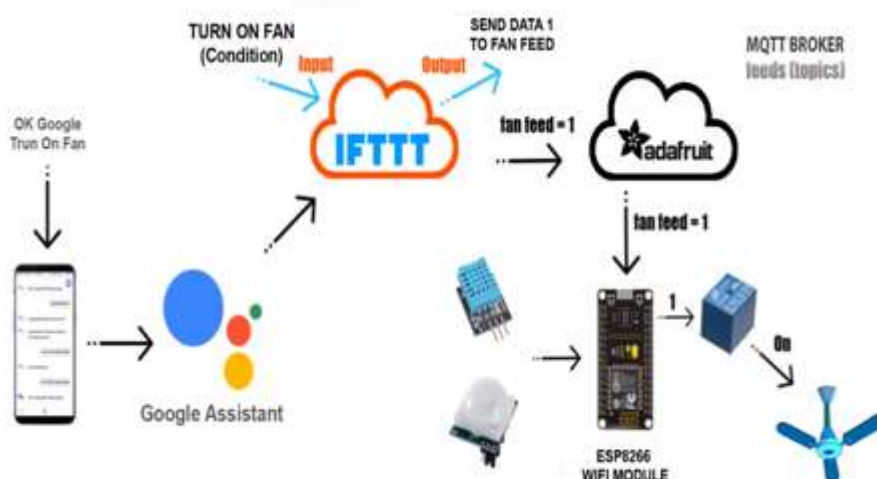 TURN ON FAN
(Condition)
SEND DATA 1
TO FAN FEED
MQTT BROKER
feeds (topics)
Input
Output
OK Google
Trun On Fan
IFTTT
fan feed = 1
adafruit
fan feed = 1
1
On
Google Assistant
ESP8266
WIFI MODULE